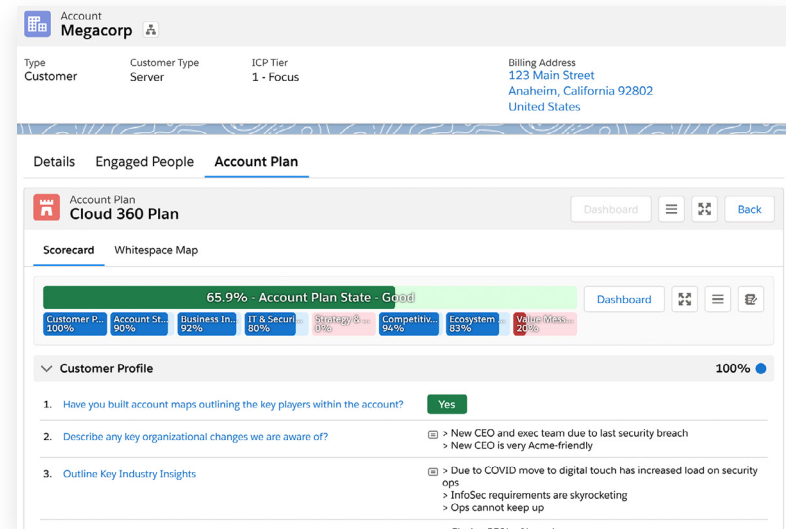 Account
Megacorp
Type
Customer
Customer Type
Server
ICP Tier
1 - Focus
Billing Address
123 Main Street
Anaheim, California 92802
United States
Details
Engaged People
Account Plan
Account Plan
Cloud 360 Plan
Dashboard
Back
Scorecard
Whitespace Map
65.9% - Account Plan State - Good
Dashboard
Customer P...
100%
Account St...
90%
Business In...
92%
IT & Securi...
80%
Strategy & ...
0%
Competitiv...
94%
Ecosystem ...
83%
Value Mess...
20%
Customer Profile
100%
1. Have you built account maps outlining the key players within the account?
Yes
2. Describe any key organizational changes we are aware of?
> New CEO and exec team due to last security breach
> New CEO is very Acme-friendly
3. Outline Key Industry Insights
> Due to COVID move to digital touch has increased load on security
ops
> InfoSec requirements are skyrocketing
> Ops cannot keep up